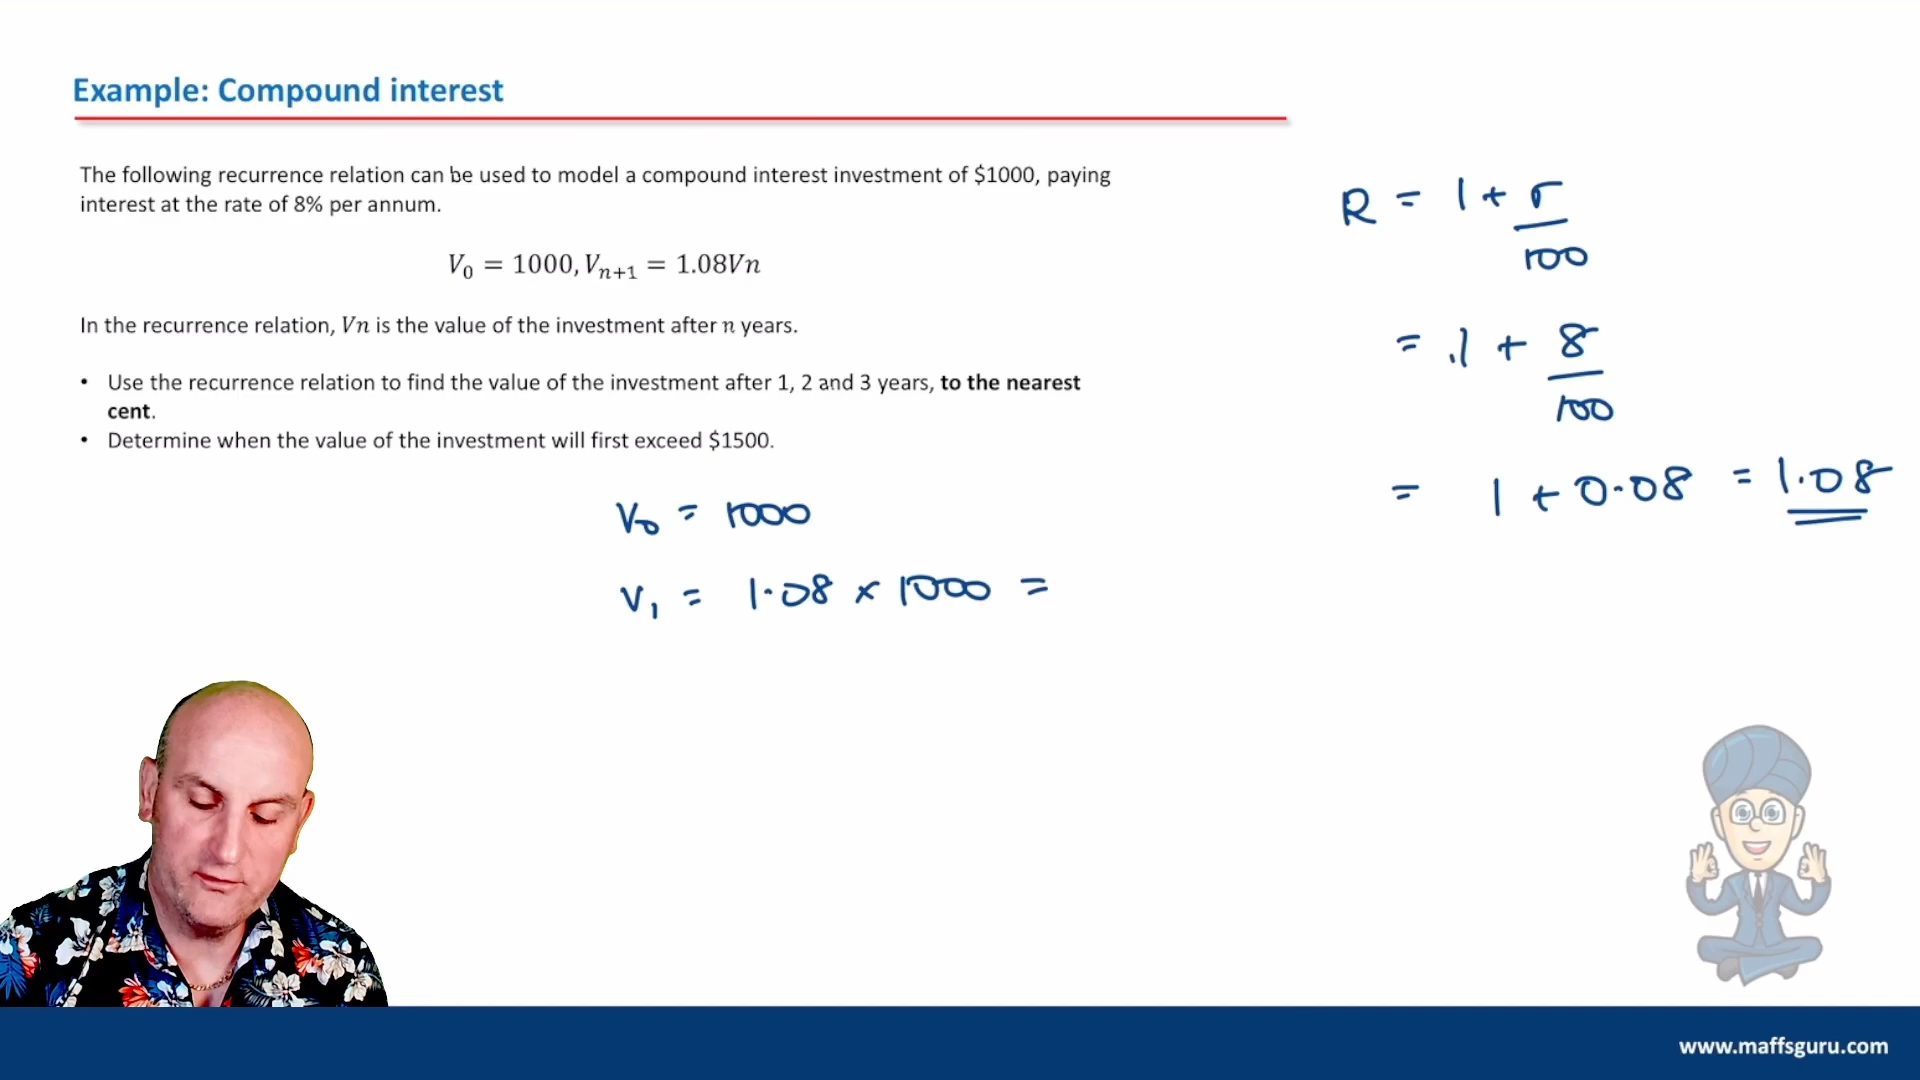 Example: Compound interest
The following recurrence relation can be used to model a compound interest investment of $1000, paying
interest at the rate of 8% per annum.
V₀ = 1000, Vₙ₊₁ = 1.08Vn
In the recurrence relation, Vn is the value of the investment after n years.
• Use the recurrence relation to find the value of the investment after 1, 2 and 3 years, to the nearest
cent.
• Determine when the value of the investment will first exceed $1500.
V₀ = 1000
V₁ = 1.08 × 1000 =
R = 1 + r/100
= .1 + 8/100
= 1 + 0.08 = 1.08
www.maffsguru.com